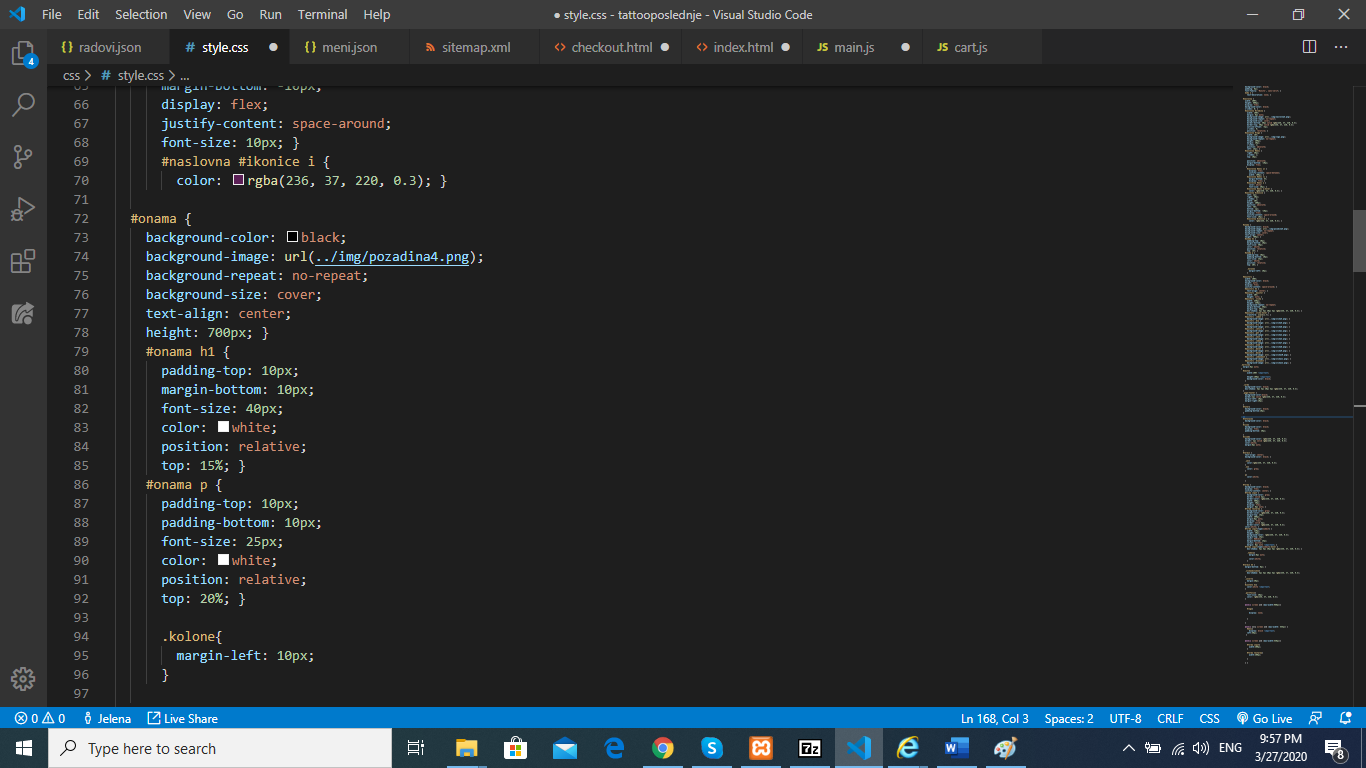 File Edit Selection View Go Run Terminal Help ● style.css - tattooposlednje - Visual Studio Code
{} radovi.json # style.css ● {} meni.json sitemap.xml <> checkout.html ● <> index.html ● JS main.js ● JS cart.js
css > # style.css > ...
4
65 margin-bottom: -10px;
66 display: flex;
67 justify-content: space-around;
68 font-size: 10px; }
69 #naslovna #ikonice i {
70 color: rgba(236, 37, 220, 0.3); }
71
72 #onama {
73 background-color: black;
74 background-image: url(../img/pozadina4.png);
75 background-repeat: no-repeat;
76 background-size: cover;
77 text-align: center;
78 height: 700px; }
79 #onama h1 {
80 padding-top: 10px;
81 margin-bottom: 10px;
82 font-size: 40px;
83 color: white;
84 position: relative;
85 top: 15%; }
86 #onama p {
87 padding-top: 10px;
88 padding-bottom: 10px;
89 font-size: 25px;
90 color: white;
91 position: relative;
92 top: 20%; }
93
94 .kolone{
95 margin-left: 10px;
96 }
97
0 0 Jelena Live Share Ln 168, Col 3 Spaces: 2 UTF-8 CRLF CSS Go Live
Type here to search 7z W ENG 9:57 PM
3/27/2020 8